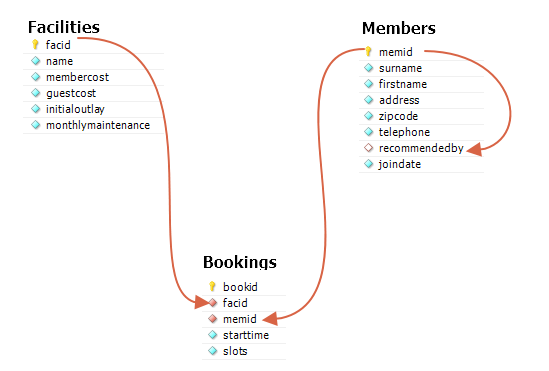 Facilities
facid
name
membercost
guestcost
initialoutlay
monthlymaintenance
Members
memid
surname
firstname
address
zipcode
telephone
recommendedby
joindate
Bookings
bookid
facid
memid
starttime
slots